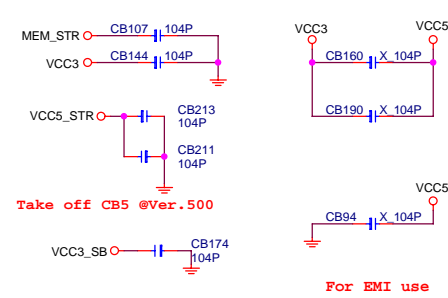 MEM_STR CB107 104P
VCC3 CB144 104P
VCC5_STR CB213
104P
CB211
104P
Take off CB5 @Ver.500
VCC3_SB CB174
104P
VCC3 VCC5
CB160 X_104P
CB190 X_104P
VCC5
CB94 X_104P
For EMI use